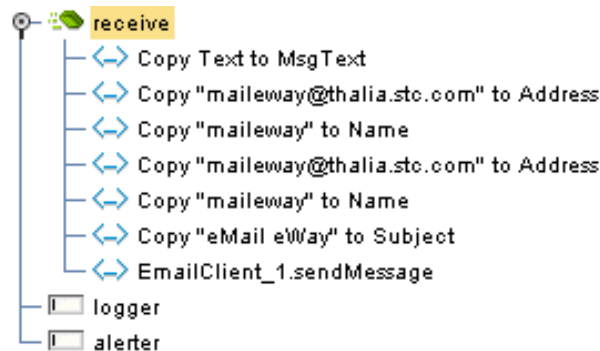 receive
Copy Text to MsgText
Copy "maileway@thalia.stc.com" to Address
Copy "maileway" to Name
Copy "maileway@thalia.stc.com" to Address
Copy "maileway" to Name
Copy "eMail eWay" to Subject
EmailClient_1.sendMessage
logger
alerter